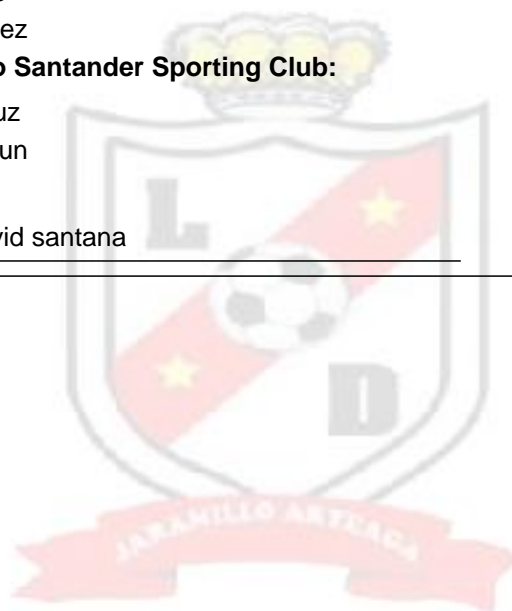 ez
o Santander Sporting Club:
uz
un
vid santana
L
D
JARAMILLO ARTEAGA